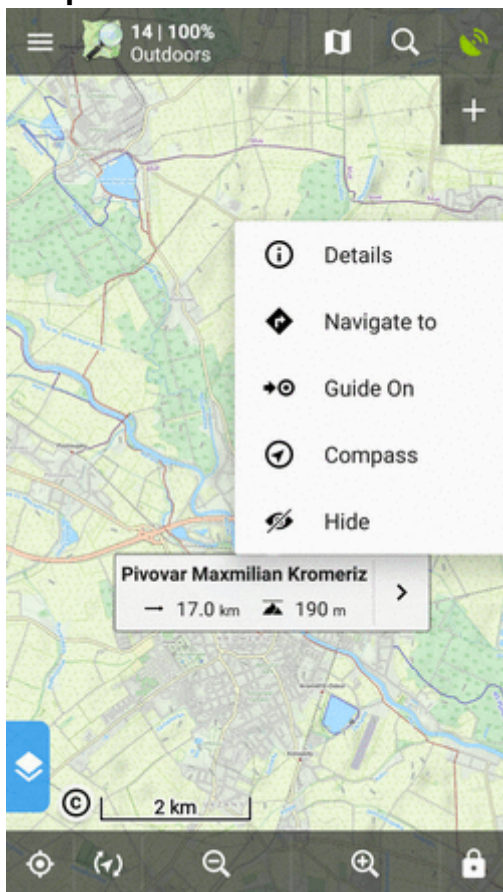 14 | 100%
Outdoors
Details
Navigate to
Guide On
Compass
Hide
Pivovar Maxmilian Kromeriz
17.0 km 190 m
2 km